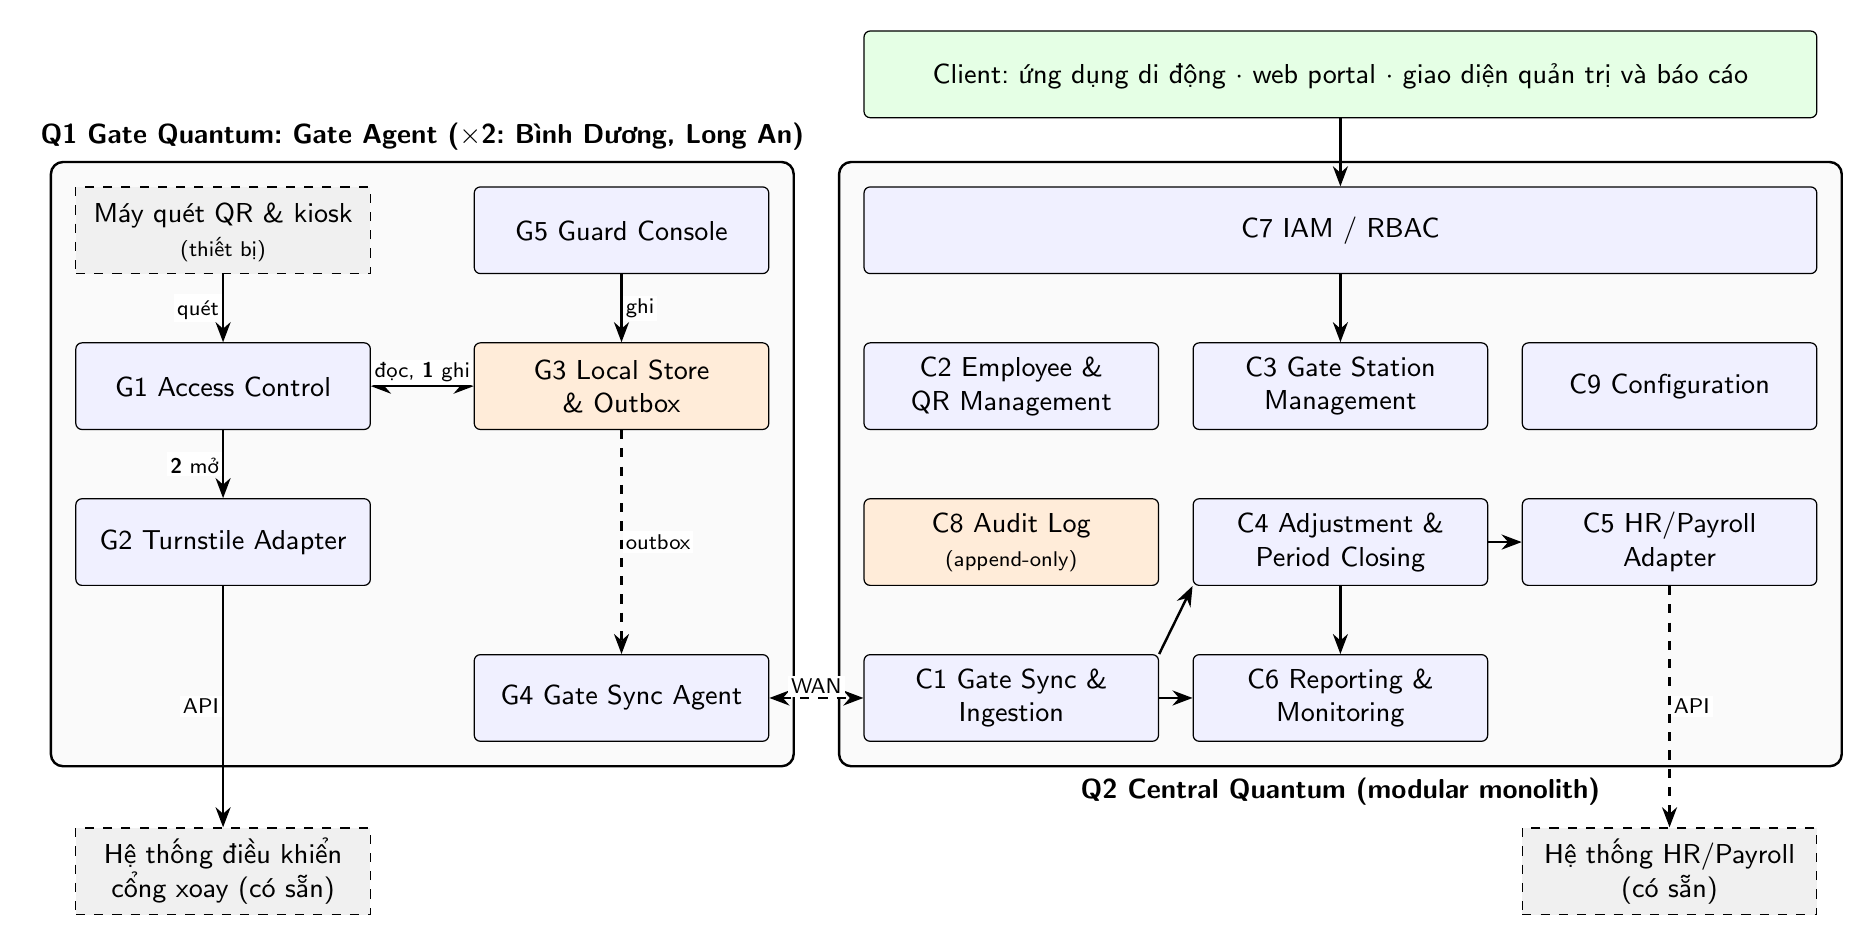 Client: ứng dụng di động · web portal · giao diện quản trị và báo cáo
Q1 Gate Quantum: Gate Agent (×2: Bình Dương, Long An)
Máy quét QR & kiosk
(thiết bị)
G5 Guard Console
C7 IAM / RBAC
quét
ghi
G1 Access Control
đọc, 1 ghi
G3 Local Store
& Outbox
C2 Employee &
QR Management
C3 Gate Station
Management
C9 Configuration
2 mở
G2 Turnstile Adapter
outbox
C8 Audit Log
(append-only)
C4 Adjustment &
Period Closing
C5 HR/Payroll
Adapter
G4 Gate Sync Agent
WAN
C1 Gate Sync &
Ingestion
C6 Reporting &
Monitoring
API
API
Q2 Central Quantum (modular monolith)
Hệ thống điều khiển
cổng xoay (có sẵn)
Hệ thống HR/Payroll
(có sẵn)